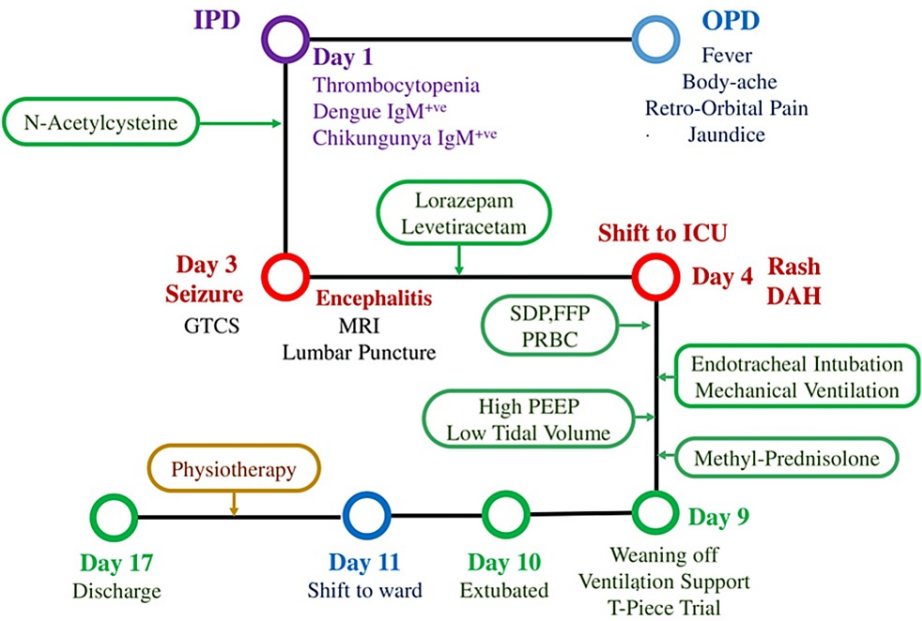 IPD
OPD
Day 1
Thrombocytopenia
Dengue IgM+ve
Chikungunya IgM+ve
Fever
Body-ache
Retro-Orbital Pain
Jaundice
N-Acetylcysteine
Lorazepam
Levetiracetam
Day 3
Seizure
GTCS
Encephalitis
MRI
Lumbar Puncture
Shift to ICU
Day 4
Rash
DAH
SDP,FFP
PRBC
Endotracheal Intubation
Mechanical Ventilation
High PEEP
Low Tidal Volume
Methyl-Prednisolone
Day 9
Weaning off
Ventilation Support
T-Piece Trial
Day 10
Extubated
Day 11
Shift to ward
Physiotherapy
Day 17
Discharge